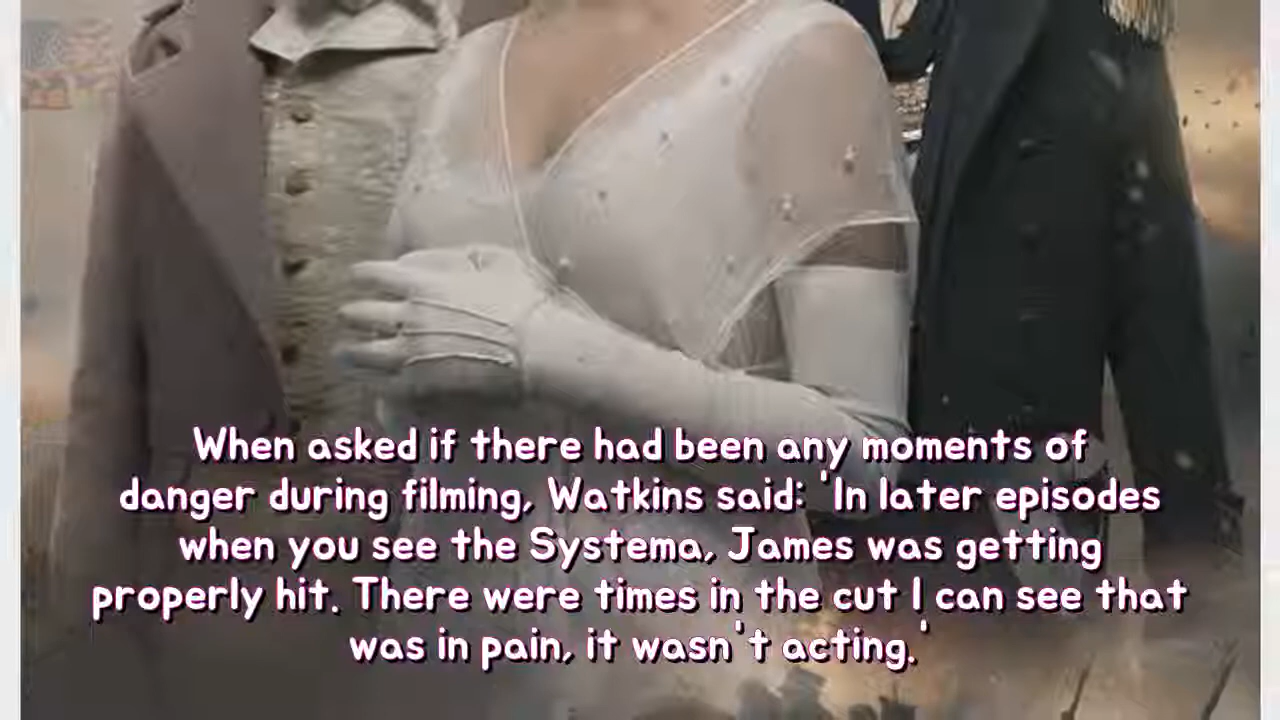 When asked if there had been any moments of
danger during filming, Watkins said: 'In later episodes
when you see the Systema, James was getting
properly hit. There were times in the cut I can see that
was in pain, it wasn't acting.'